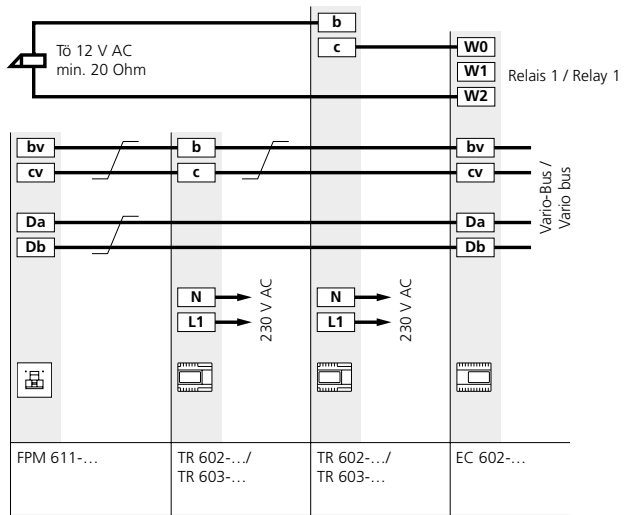 b
Tö 12 V AC
c
W0
min. 20 Ohm
W1
Relais 1 / Relay 1
W2
bv
b
bv
cv
c
cv
Vario-Bus /
Vario bus
Da
Da
Db
Db
N
N
230 V AC
230 V AC
L1
L1
FPM 611-…
TR 602-…/
TR 603-…
TR 602-…/
TR 603-…
EC 602-…